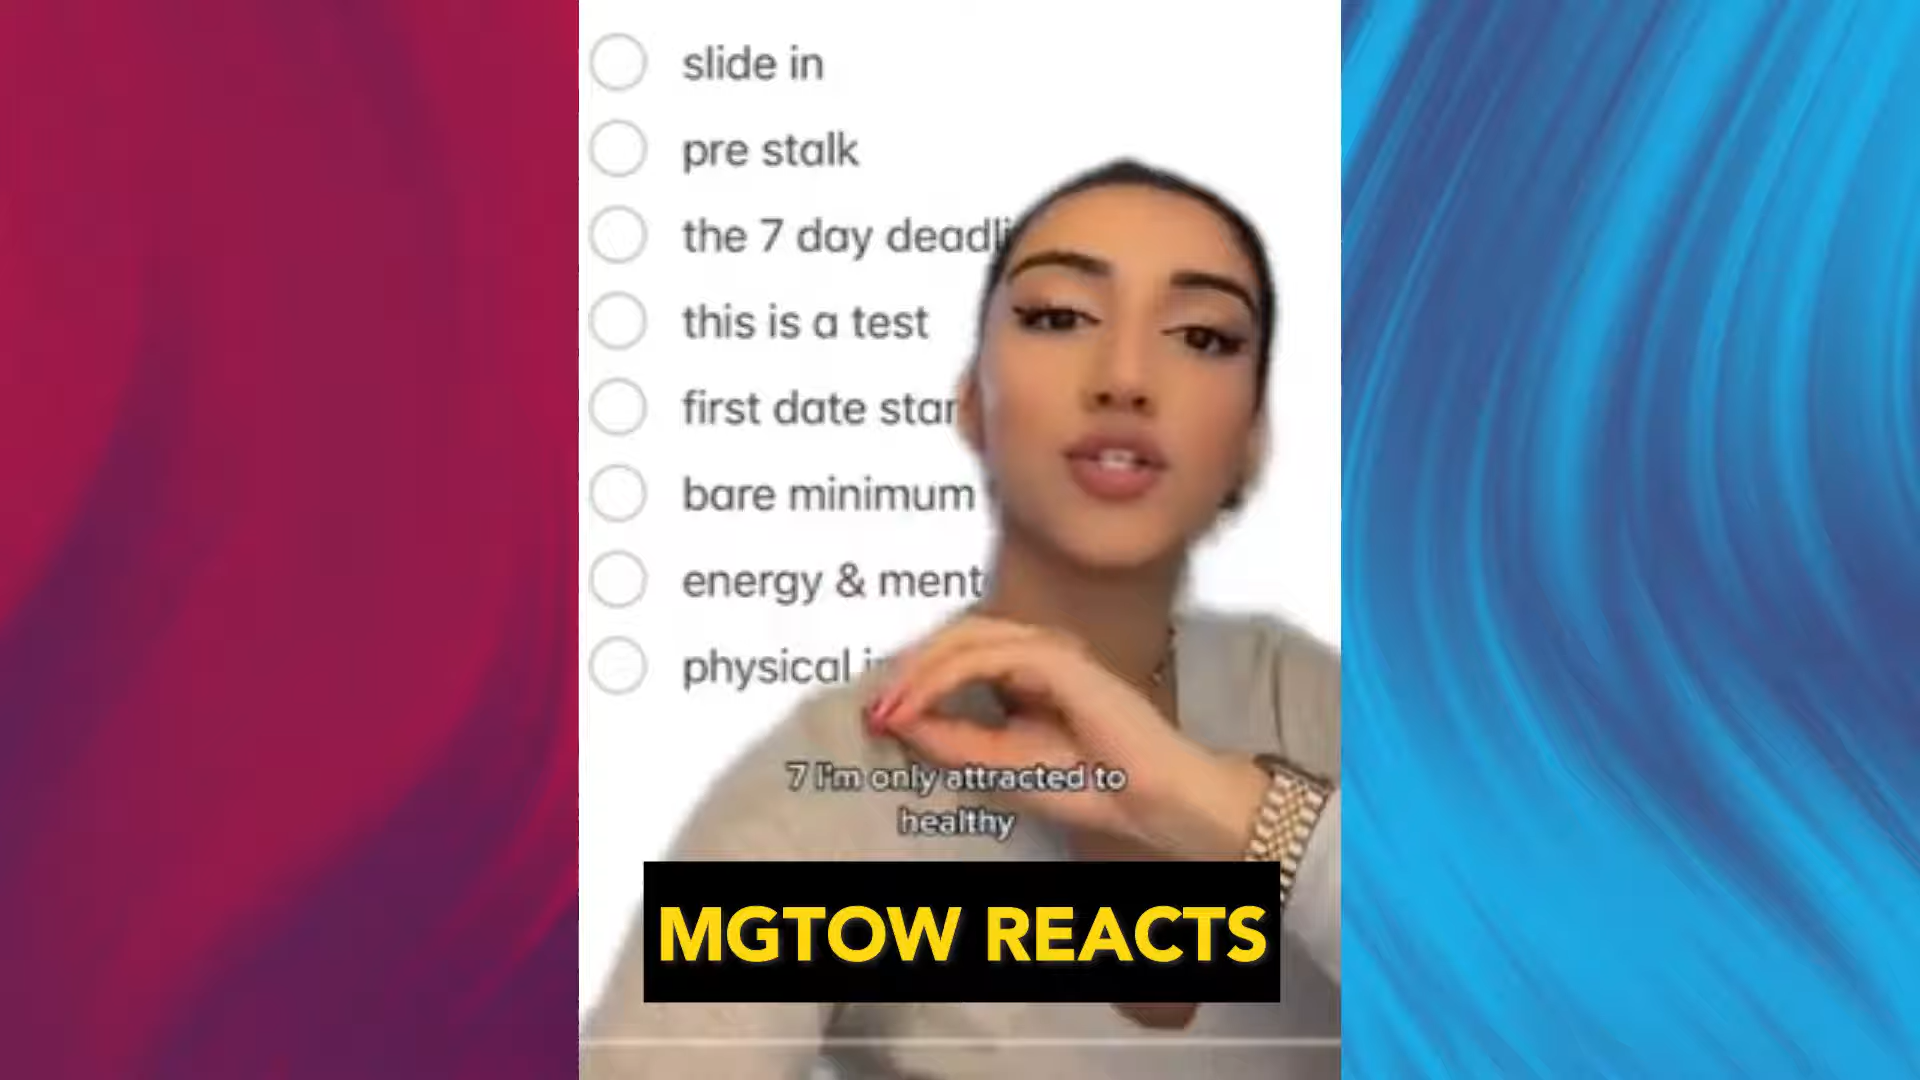 slide in
pre stalk
the 7 day deadli
this is a test
first date star
bare minimum
energy & ment
physical i
7 I'm only attracted to
healthy
MGTOW REACTS